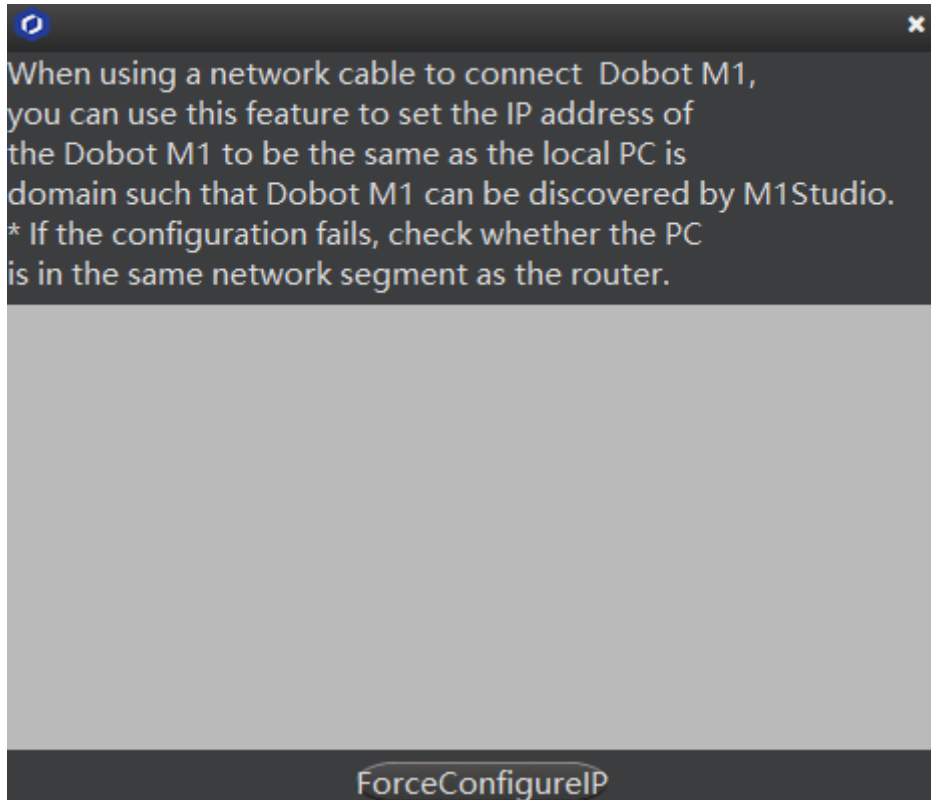 When using a network cable to connect  Dobot M1,
you can use this feature to set the IP address of
the Dobot M1 to be the same as the local PC is
domain such that Dobot M1 can be discovered by M1Studio.
* If the configuration fails, check whether the PC
is in the same network segment as the router.
ForceConfigureIP